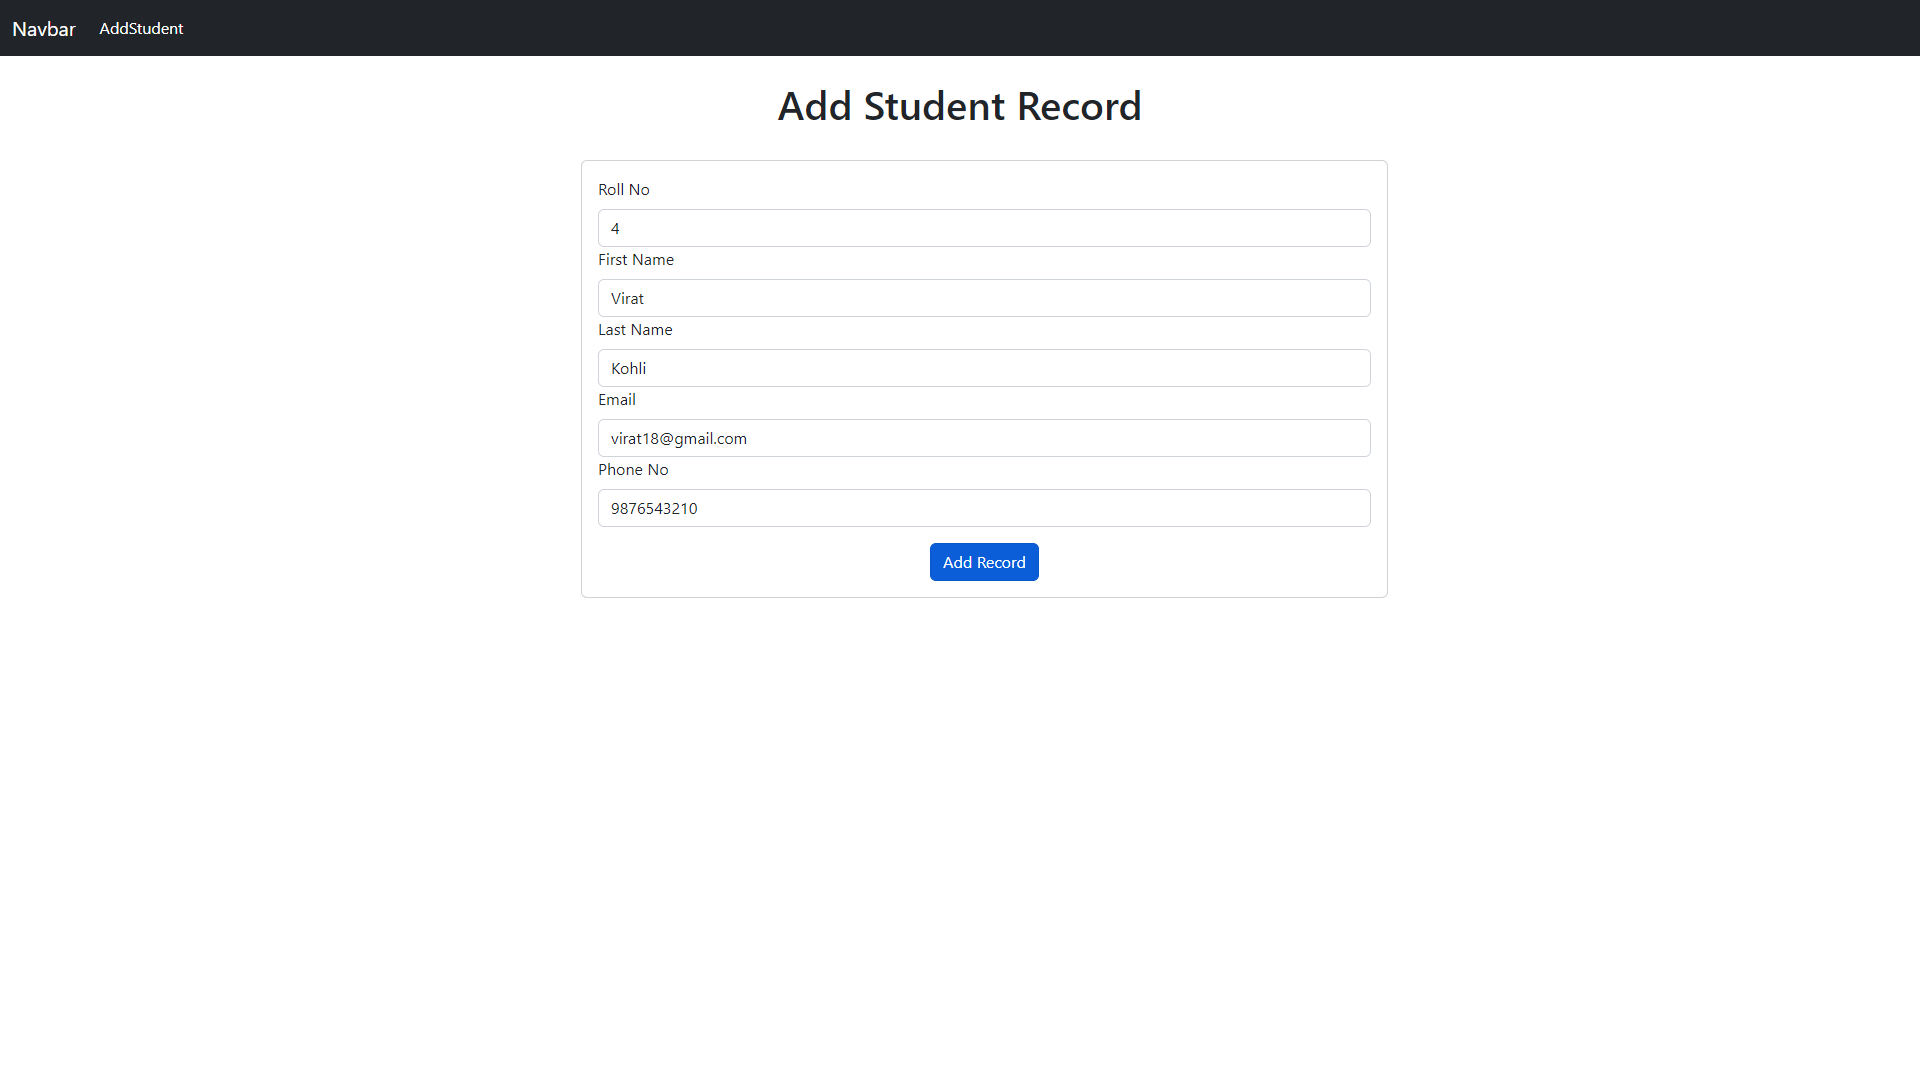 Navbar AddStudent
Add Student Record
Roll No
4
First Name
Virat
Last Name
Kohli
Email
virat18@gmail.com
Phone No
9876543210
Add Record